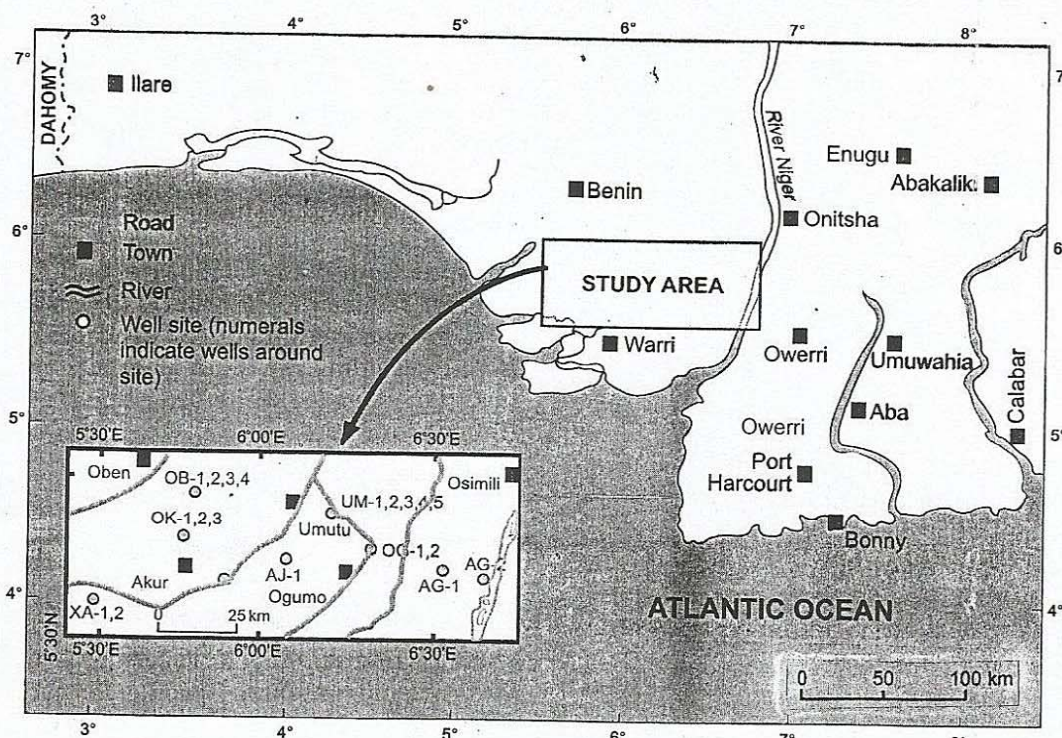 3° 4° 5° 6° 7° 8°
7°
DAHOMY
Ilare
River Niger
Enugu
Abakalik.
Benin
Onitsha
6°
Road
Town
River
Well site (numerals
indicate wells around
site)
STUDY AREA
Warri
Owerri
Umuwahia
Calabar
5°
Aba
Owerri
Port
Harcourt
Bonny
4°
ATLANTIC OCEAN
5°30'E 6°00'E 6°30'E
Oben
OB-1,2,3,4
OK-1,2,3
UM-1,2,3,4,5
Osimili
Umutu
OG-1,2
Akur
AJ-1
Ogumo
AG-1
XA-1,2
0 25 km
5°30'N
5°30'E 6°00'E 6°30'E
0 50 100 km
3° 4° 5° 6° 7°